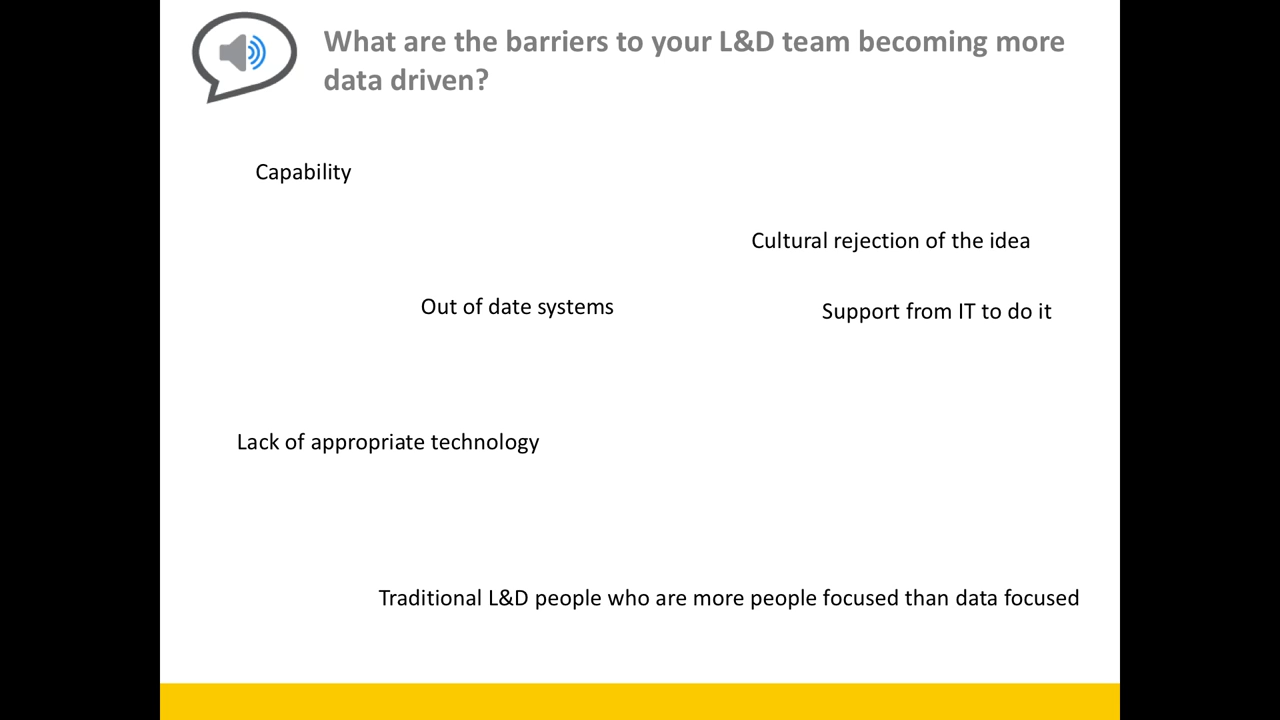 What are the barriers to your L&D team becoming more
data driven?
Capability
Cultural rejection of the idea
Out of date systems
Support from IT to do it
Lack of appropriate technology
Traditional L&D people who are more people focused than data focused